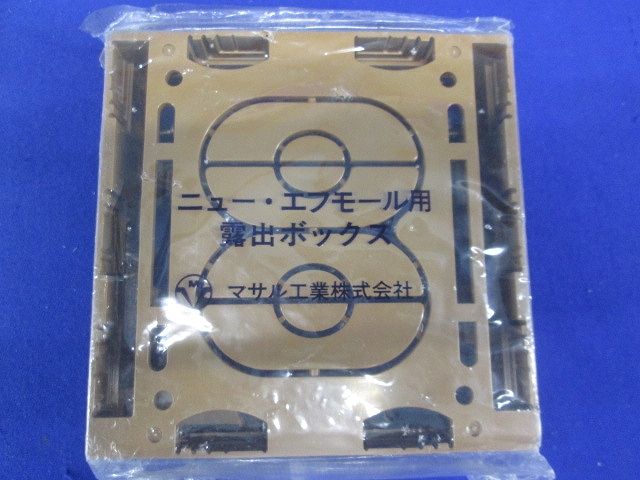 ニュー・エフモール用
露出ボックス
M マサル工業株式会社